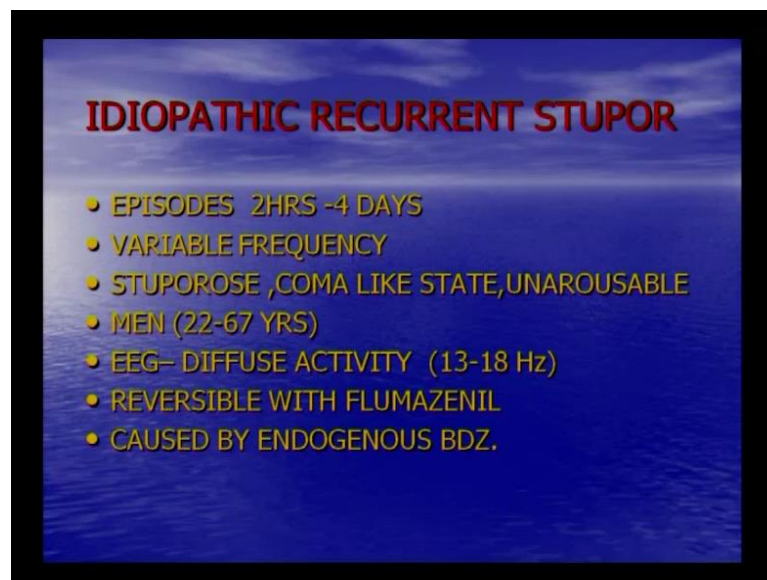 IDIOPATHIC RECURRENT STUPOR
• EPISODES 2HRS -4 DAYS
• VARIABLE FREQUENCY
• STUPOROSE ,COMA LIKE STATE,UNAROUSABLE
• MEN (22-67 YRS)
• EEG– DIFFUSE ACTIVITY (13-18 Hz)
• REVERSIBLE WITH FLUMAZENIL
• CAUSED BY ENDOGENOUS BDZ.